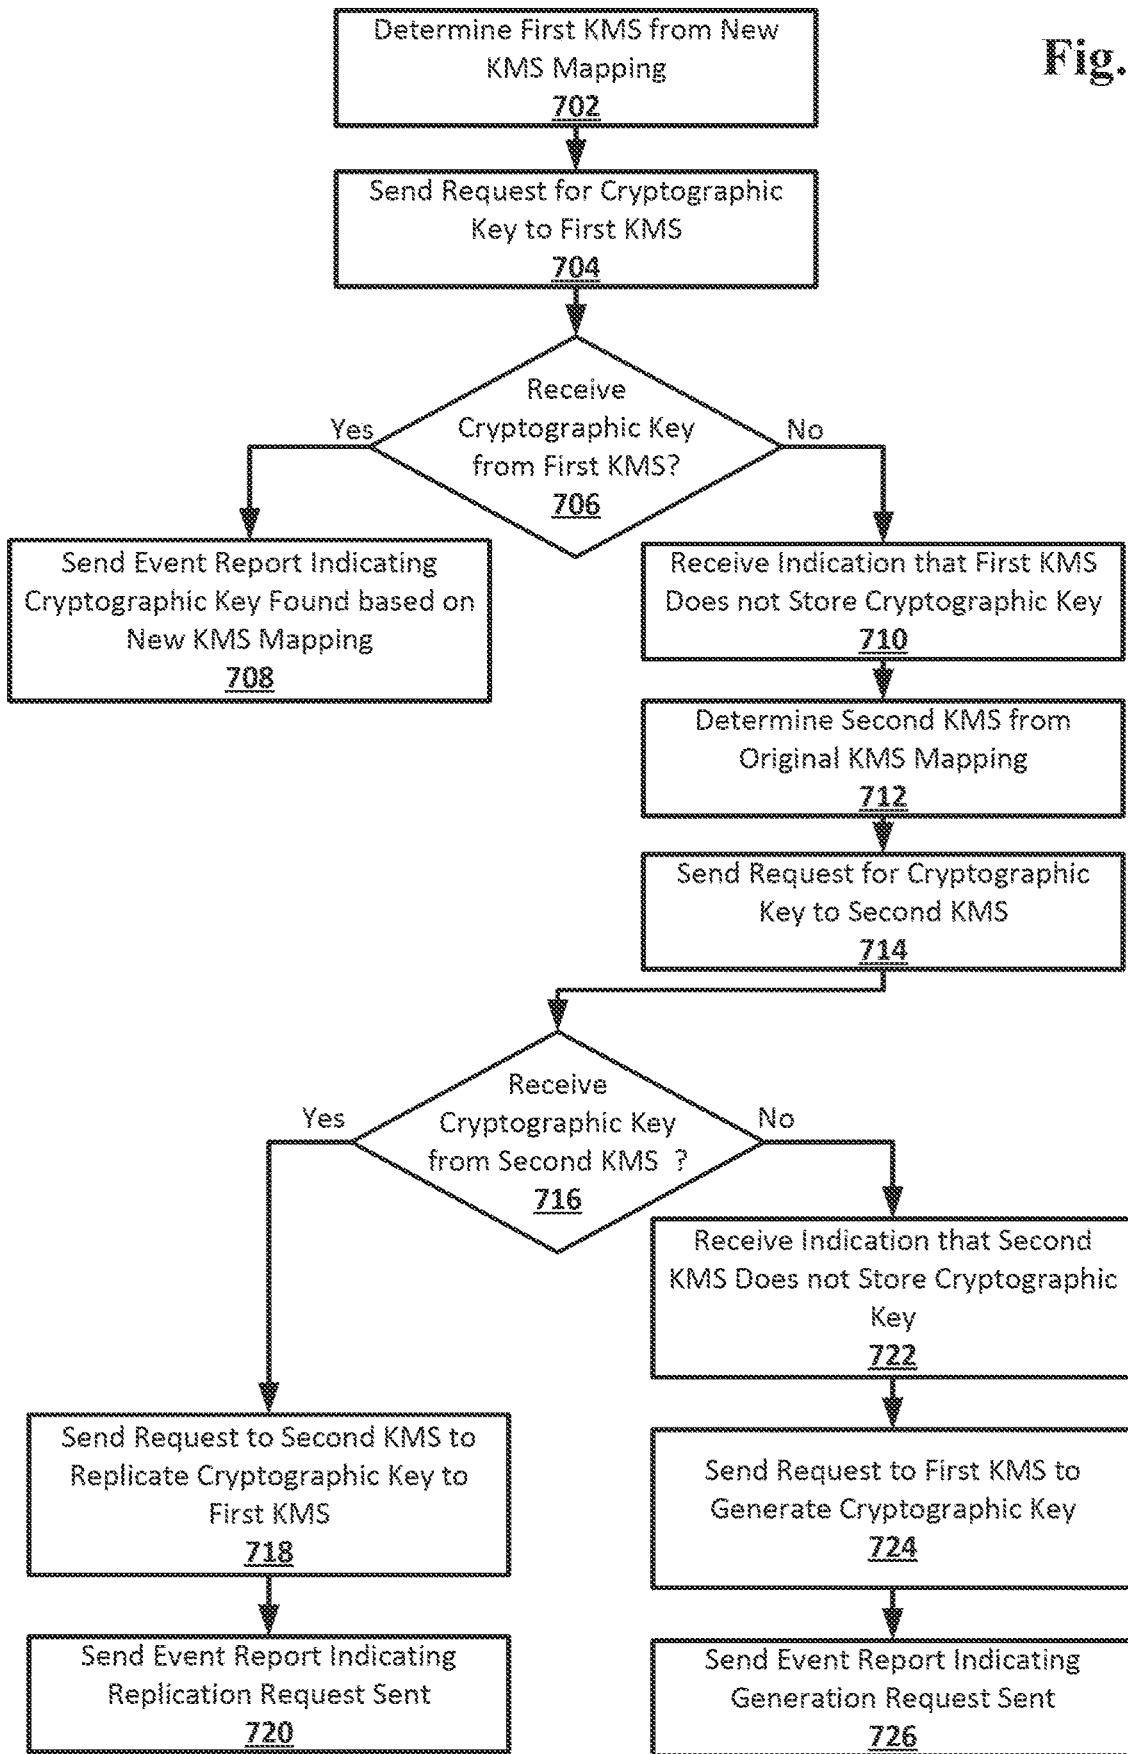 Determine First KMS from New
KMS Mapping
702
Fig.
Send Request for Cryptographic
Key to First KMS
704
Receive
Cryptographic Key
from First KMS?
706
Yes
No
Send Event Report Indicating
Cryptographic Key Found based on
New KMS Mapping
708
Receive Indication that First KMS
Does not Store Cryptographic Key
710
Determine Second KMS from
Original KMS Mapping
712
Send Request for Cryptographic
Key to Second KMS
714
Receive
Cryptographic Key
from Second KMS ?
716
Yes
No
Receive Indication that Second
KMS Does not Store Cryptographic
Key
722
Send Request to Second KMS to
Replicate Cryptographic Key to
First KMS
718
Send Request to First KMS to
Generate Cryptographic Key
724
Send Event Report Indicating
Replication Request Sent
720
Send Event Report Indicating
Generation Request Sent
726